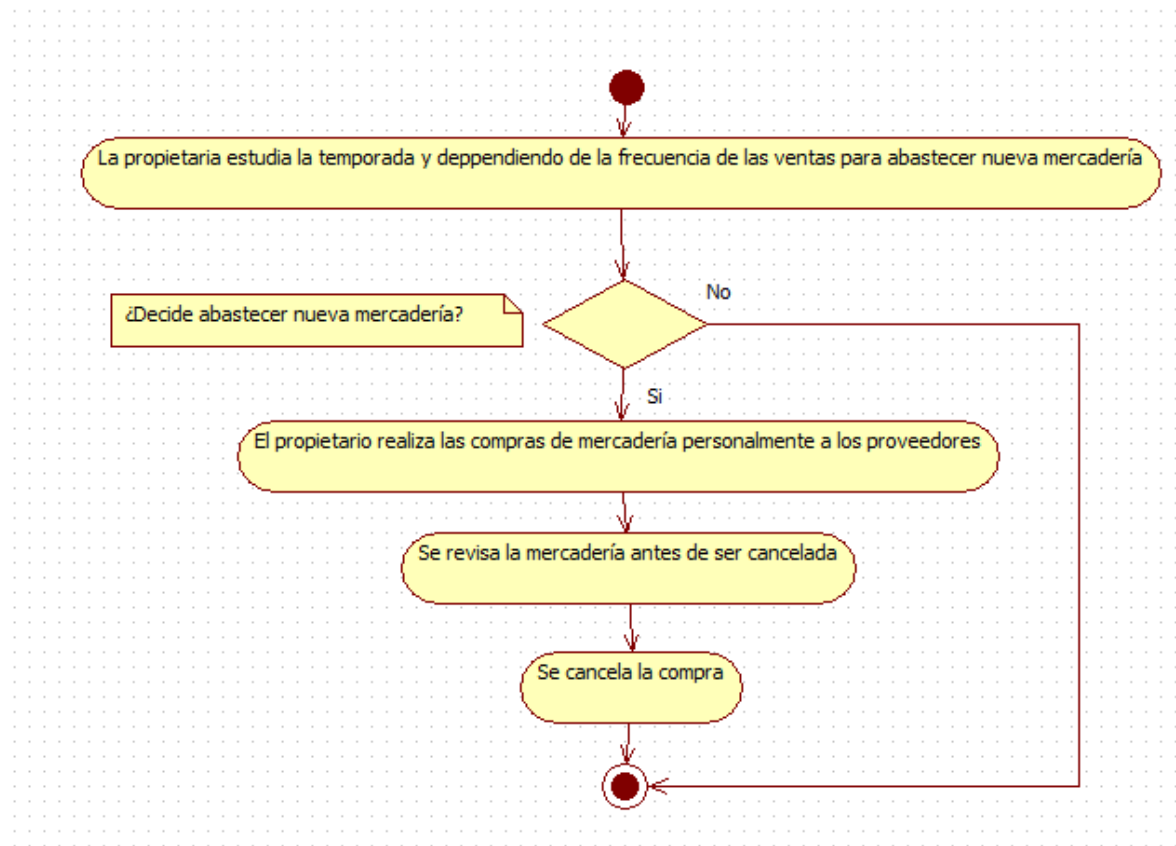 La propietaria estudia la temporada y deppendiendo de la frecuencia de las ventas para abastecer nueva mercadería
No
¿Decide abastecer nueva mercadería?
Si
El propietario realiza las compras de mercadería personalmente a los proveedores
Se revisa la mercadería antes de ser cancelada
Se cancela la compra